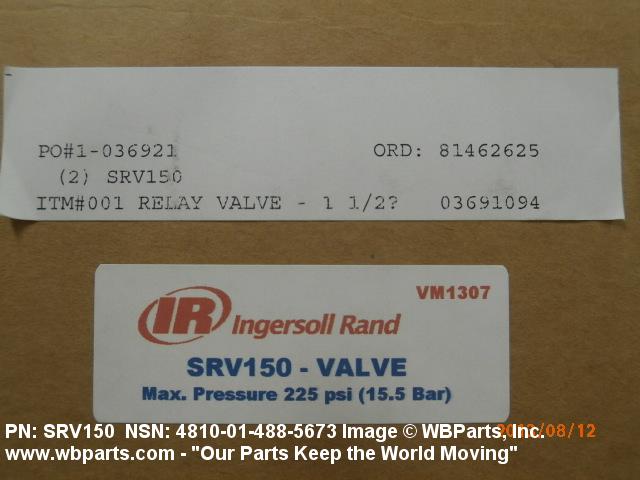 PO#1-036921 ORD: 81462625
(2) SRV150
ITM#001 RELAY VALVE - 1 1/2? 03691094
VM1307
IR Ingersoll Rand
SRV150 - VALVE
Max. Pressure 225 psi (15.5 Bar)
PN: SRV150 NSN: 4810-01-488-5673 Image © WBParts, Inc.
www.wbparts.com - "Our Parts Keep the World Moving"